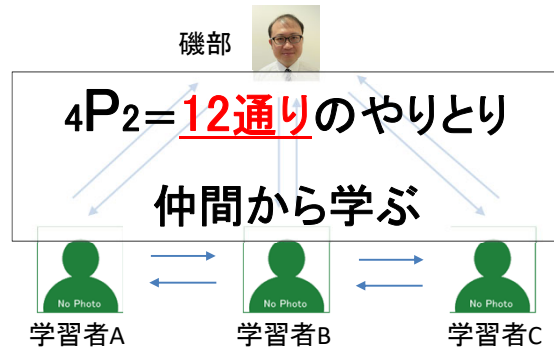 磯部
4P2＝12通りのやりとり
仲間から学ぶ
No Photo
No Photo
No Photo
学習者A
学習者B
学習者C